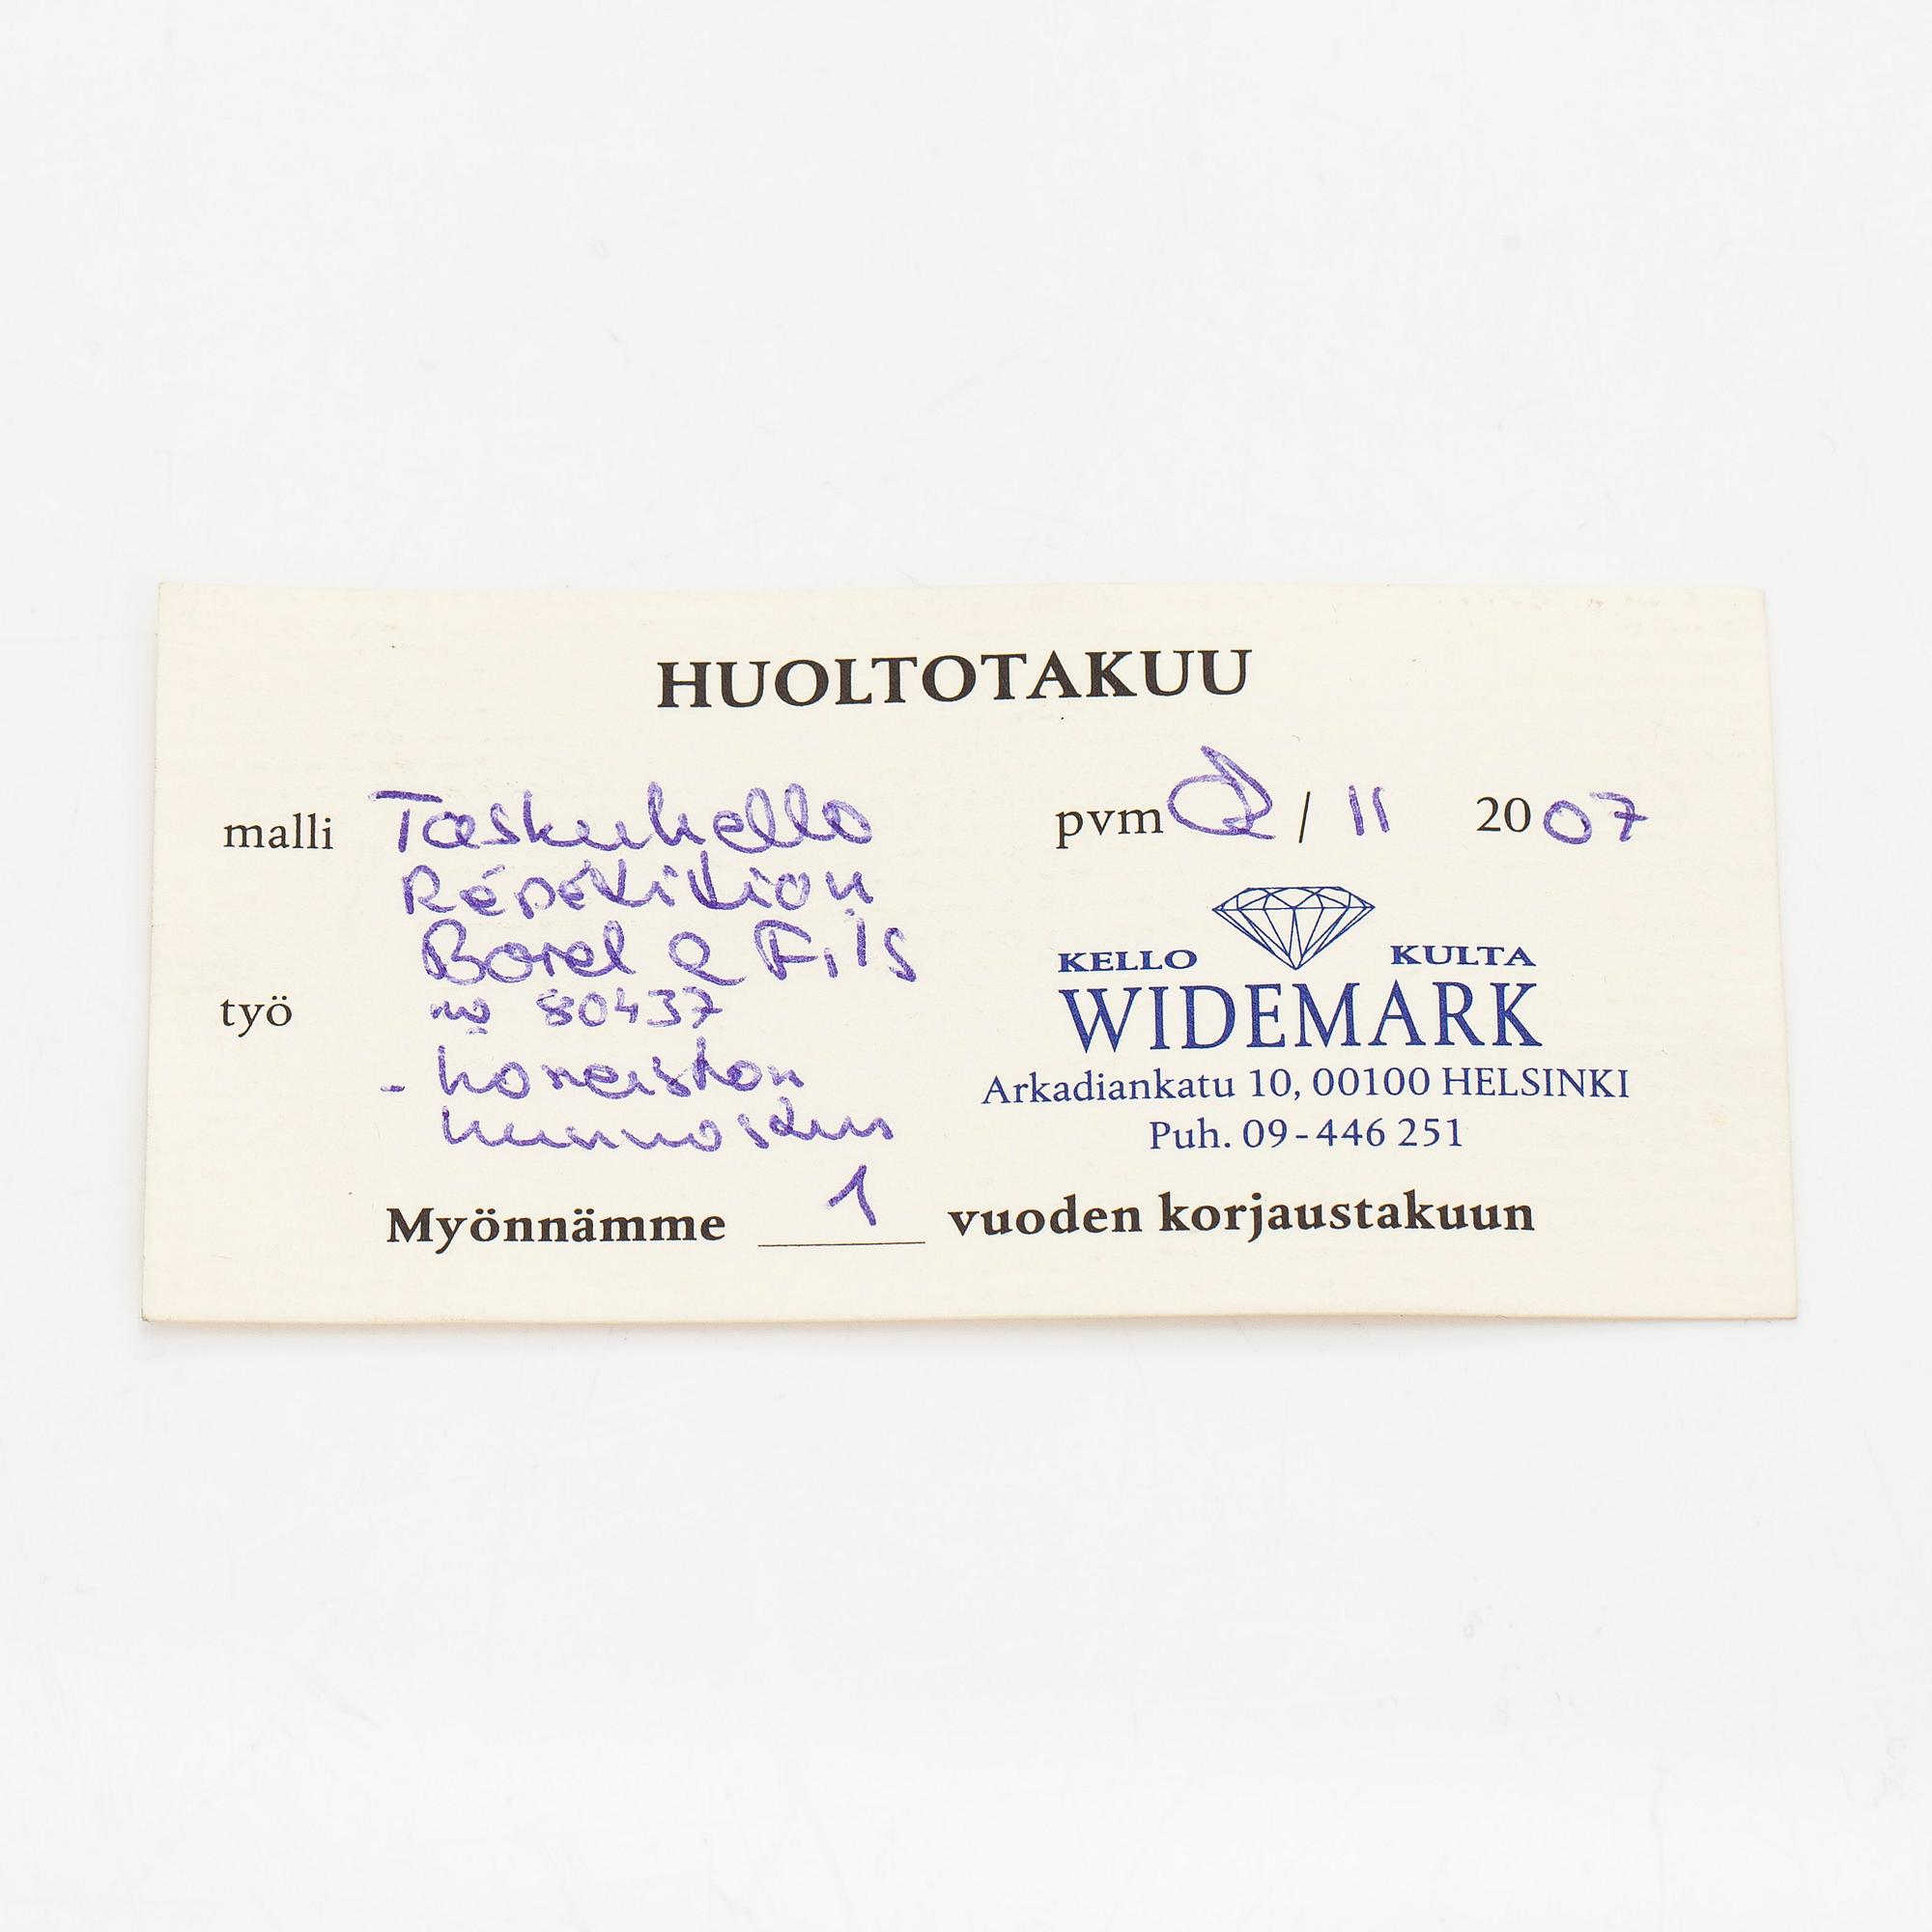 HUOLTOTAKUU
malli Taskukello
Répétition
Borel & Fils
työ no 80437
- koneiston
kunnostus
pvm 2 / 11 2007
KELLO KULTA
WIDEMARK
Arkadiankatu 10, 00100 HELSINKI
Puh. 09-446 251
Myönnämme 1 vuoden korjaustakuun